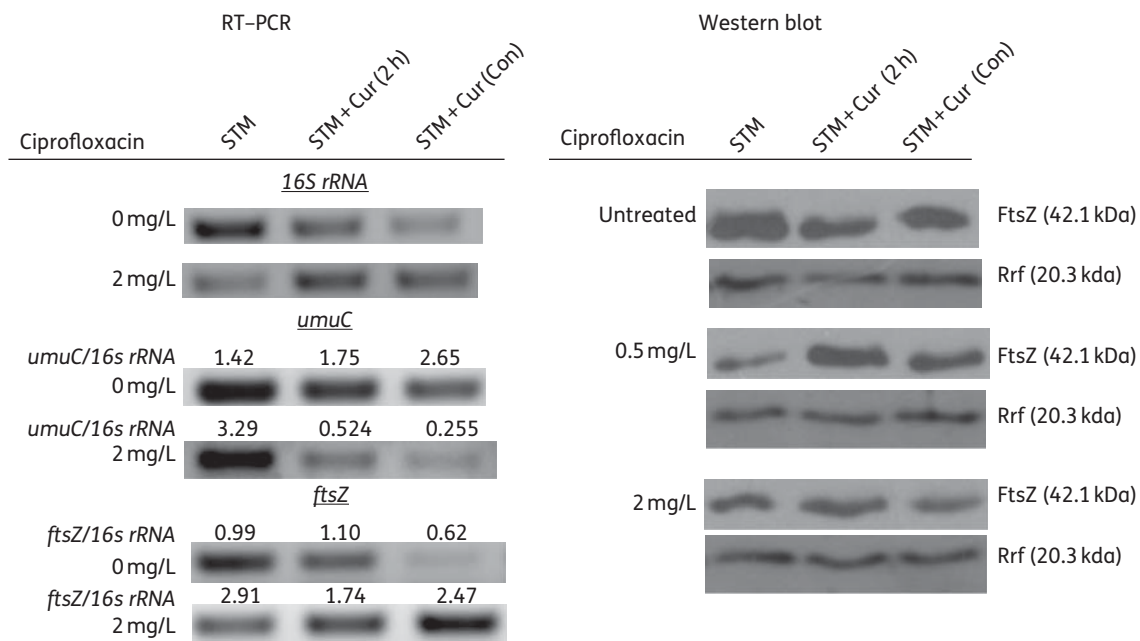 RT–PCR
STM
STM + Cur (2 h)
STM + Cur (Con)
Ciprofloxacin
16S rRNA
0 mg/L
2 mg/L
umuC
umuC/16s rRNA 1.42 1.75 2.65
0 mg/L
umuC/16s rRNA 3.29 0.524 0.255
2 mg/L
ftsZ
ftsZ/16s rRNA 0.99 1.10 0.62
0 mg/L
ftsZ/16s rRNA 2.91 1.74 2.47
2 mg/L
Western blot
STM
STM + Cur (2 h)
STM + Cur (Con)
Ciprofloxacin
Untreated FtsZ (42.1 kDa)
Rrf (20.3 kda)
0.5 mg/L FtsZ (42.1 kDa)
Rrf (20.3 kda)
2 mg/L FtsZ (42.1 kDa)
Rrf (20.3 kda)